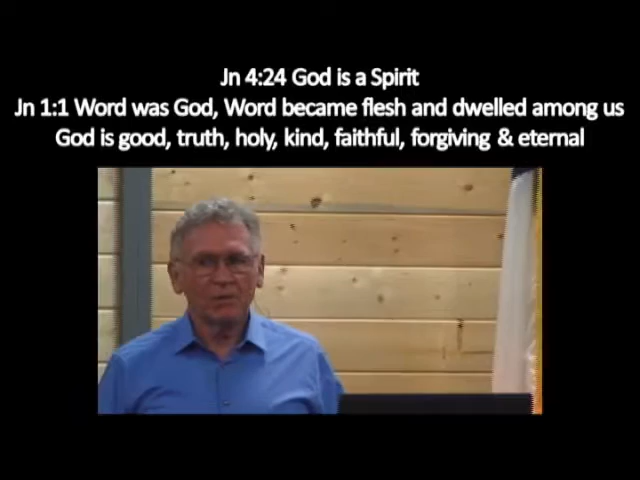 Jn 4:24 God is a Spirit
Jn 1:1 Word was God, Word became flesh and dwelled among us
God is good, truth, holy, kind, faithful, forgiving & eternal